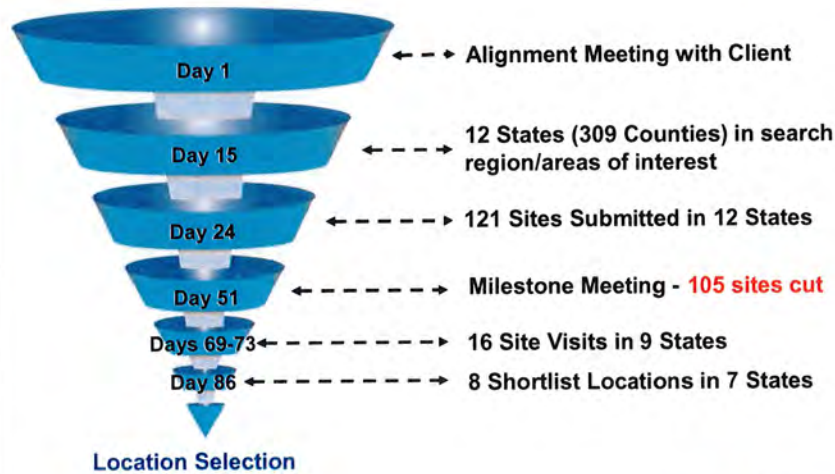 Day 1
Alignment Meeting with Client
Day 15
12 States (309 Counties) in search
region/areas of interest
Day 24
121 Sites Submitted in 12 States
Day 51
Milestone Meeting - 105 sites cut
Days 69-73
16 Site Visits in 9 States
Day 86
8 Shortlist Locations in 7 States
Location Selection